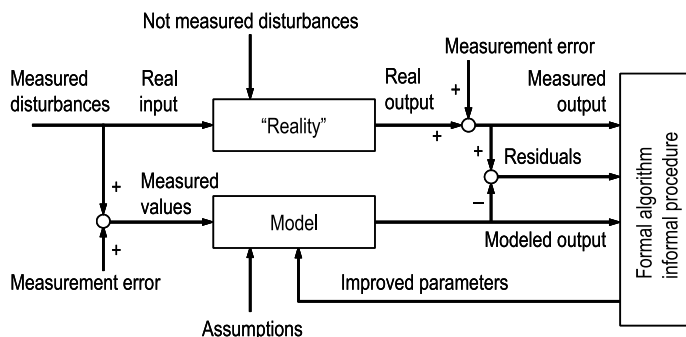 Not measured disturbances
Measurement error
Measured
disturbances
Real
input
Real
output
Measured
output
"Reality"
+
+
+
Residuals
+
Measured
values
Model
–
Modeled output
+
Measurement error
Improved parameters
Assumptions
Formal algorithm
informal procedure